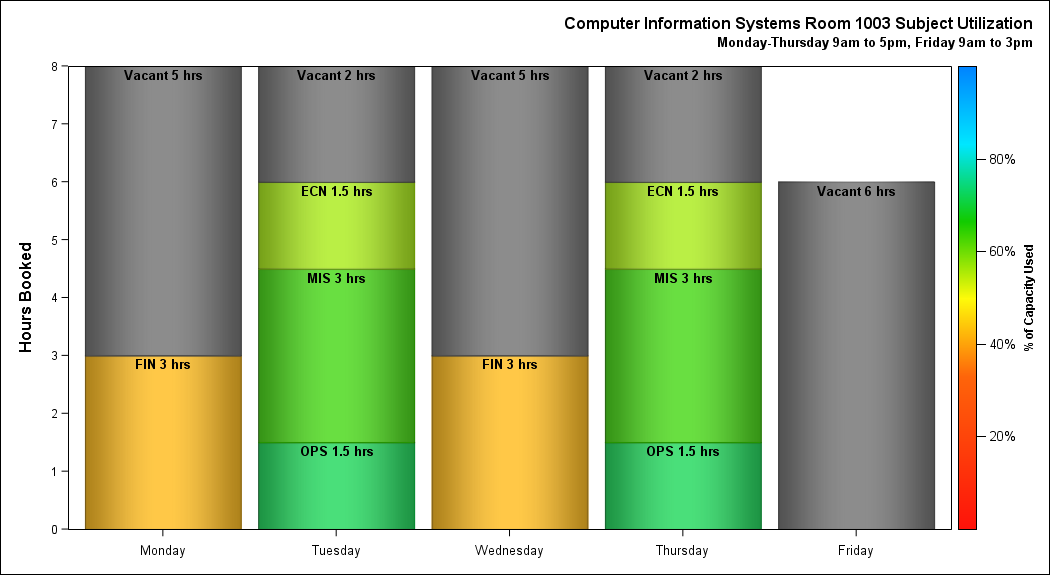 Computer Information Systems Room 1003 Subject Utilization
Monday-Thursday 9am to 5pm, Friday 9am to 3pm
Hours Booked
8
7
6
5
4
3
2
1
0
Vacant 5 hrs
FIN 3 hrs
Vacant 2 hrs
ECN 1.5 hrs
MIS 3 hrs
OPS 1.5 hrs
Vacant 5 hrs
FIN 3 hrs
Vacant 2 hrs
ECN 1.5 hrs
MIS 3 hrs
OPS 1.5 hrs
Vacant 6 hrs
Monday
Tuesday
Wednesday
Thursday
Friday
80%
60%
40%
20%
% of Capacity Used